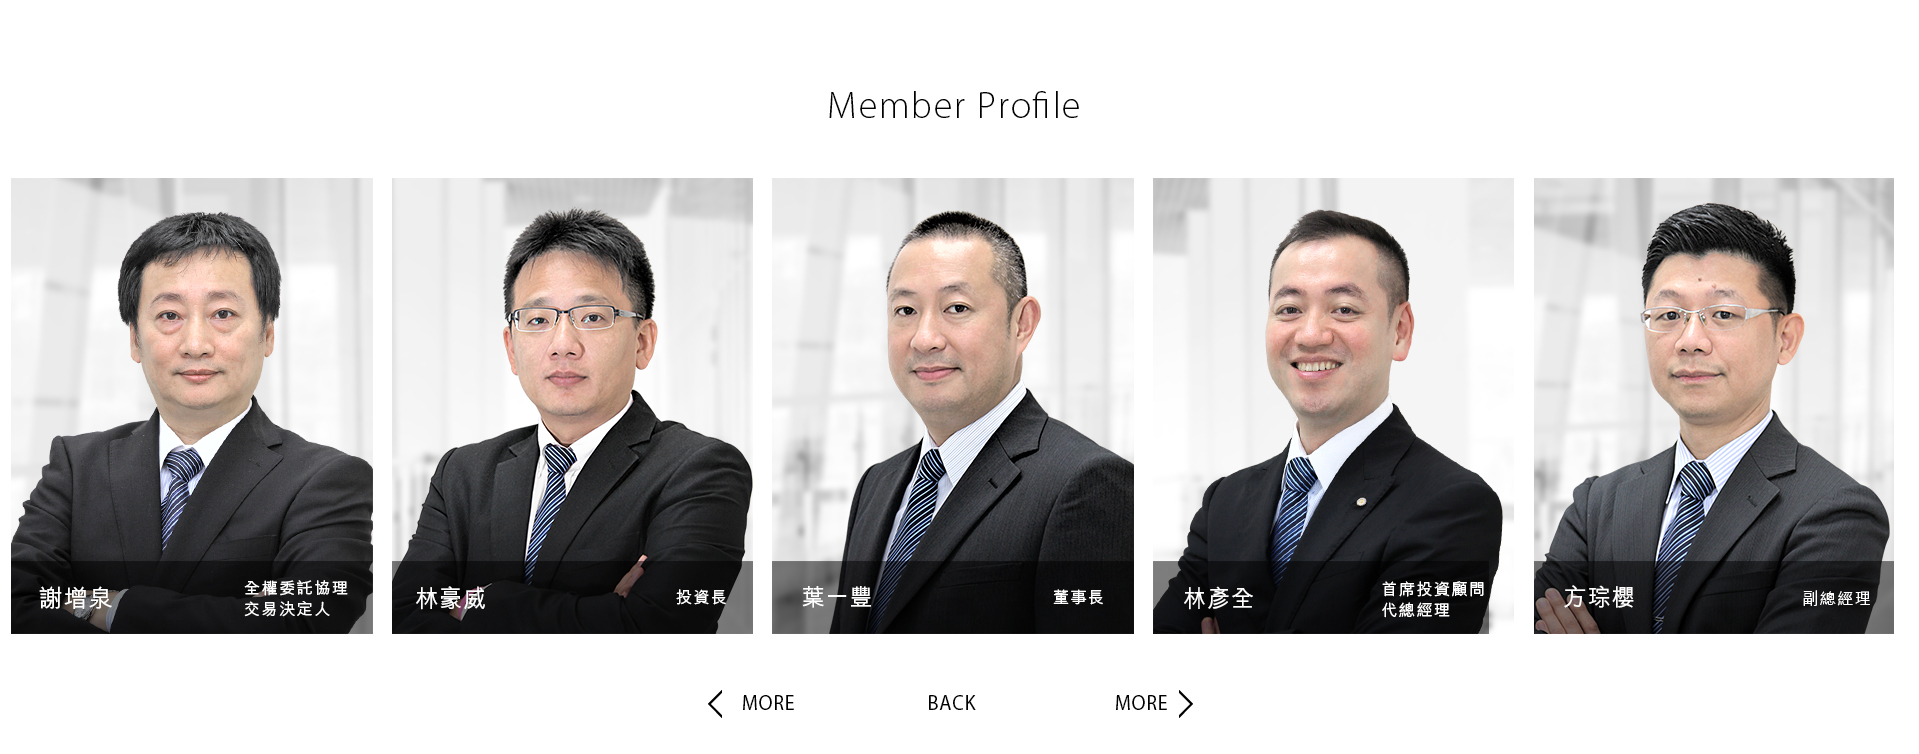 Member Profile
謝增泉
全權委託協理
交易決定人
林豪威
投資長
葉一豐
董事長
林彥全
首席投資顧問
代總經理
方琮櫻
副總經理
MORE
BACK
MORE